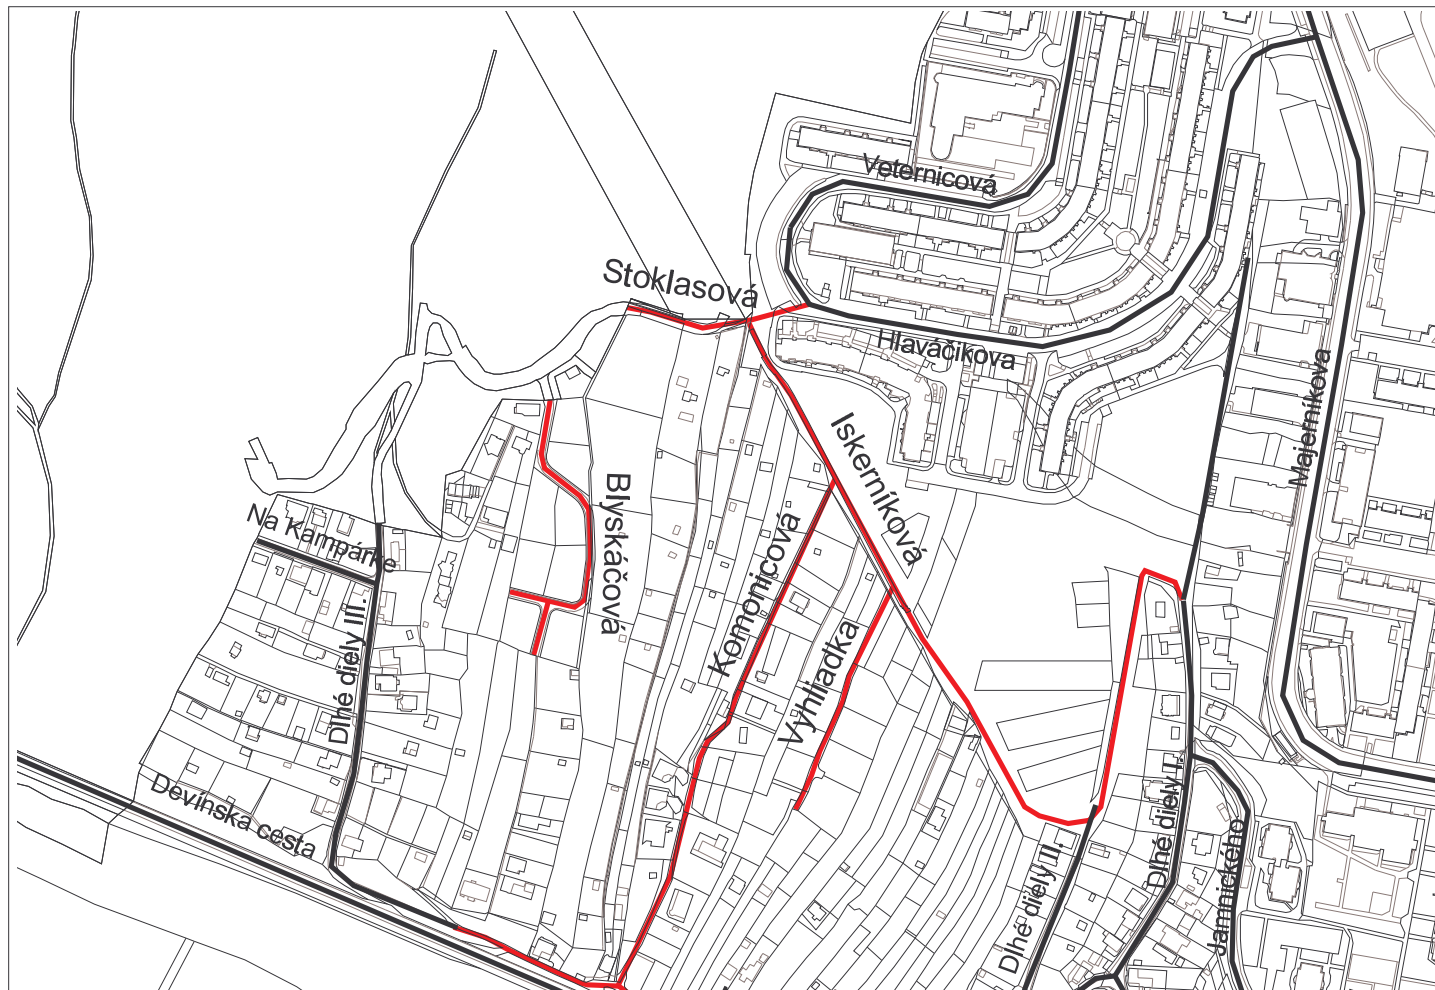 Veternicová
Stoklasová
Hlaváčikova
Majerníkova
Iskerníková
Blyskáčová
Na Kampárke
Komonicová
Dlhé diely III.
Výhliadka
Devínska cesta
Dlhé diely I.
Dlhé diely II.
Jamnického